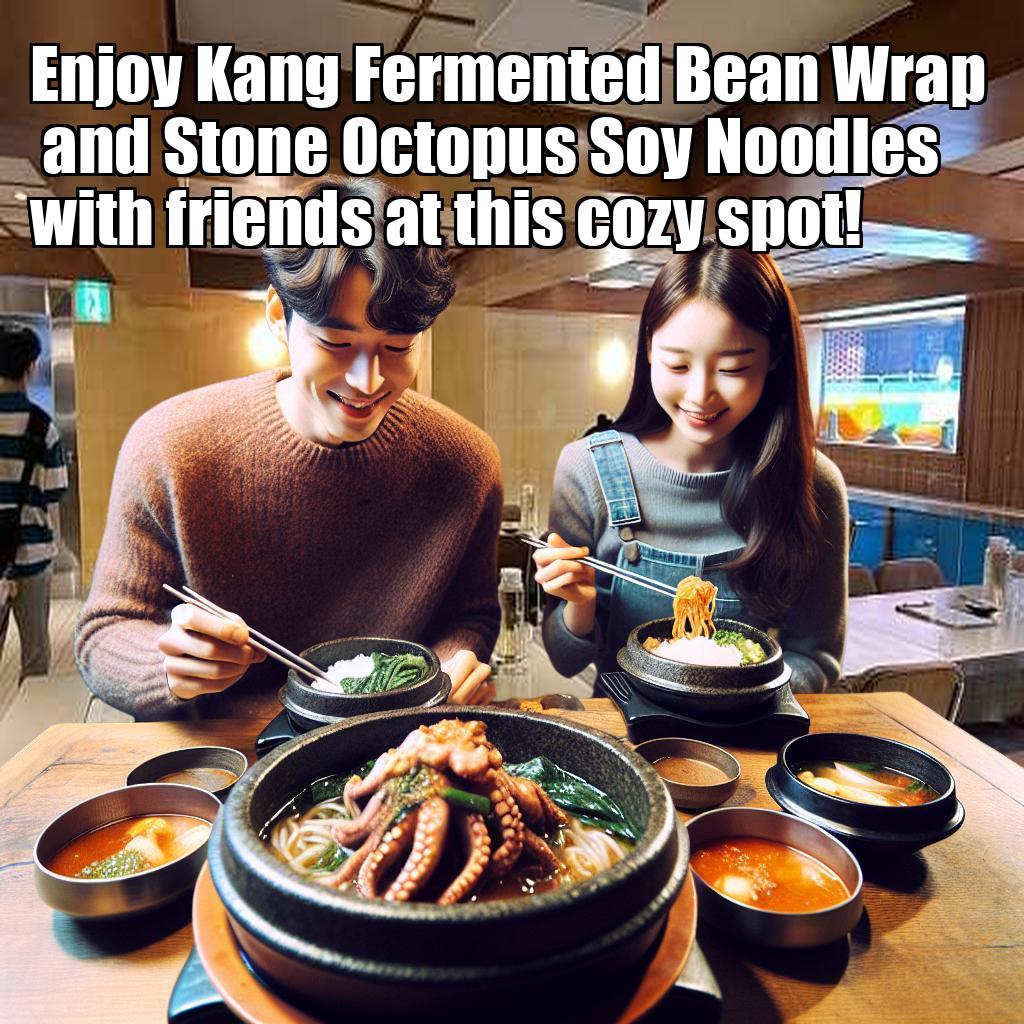 Enjoy Kang Fermented Bean Wrap
and Stone Octopus Soy Noodles
with friends at this cozy spot!